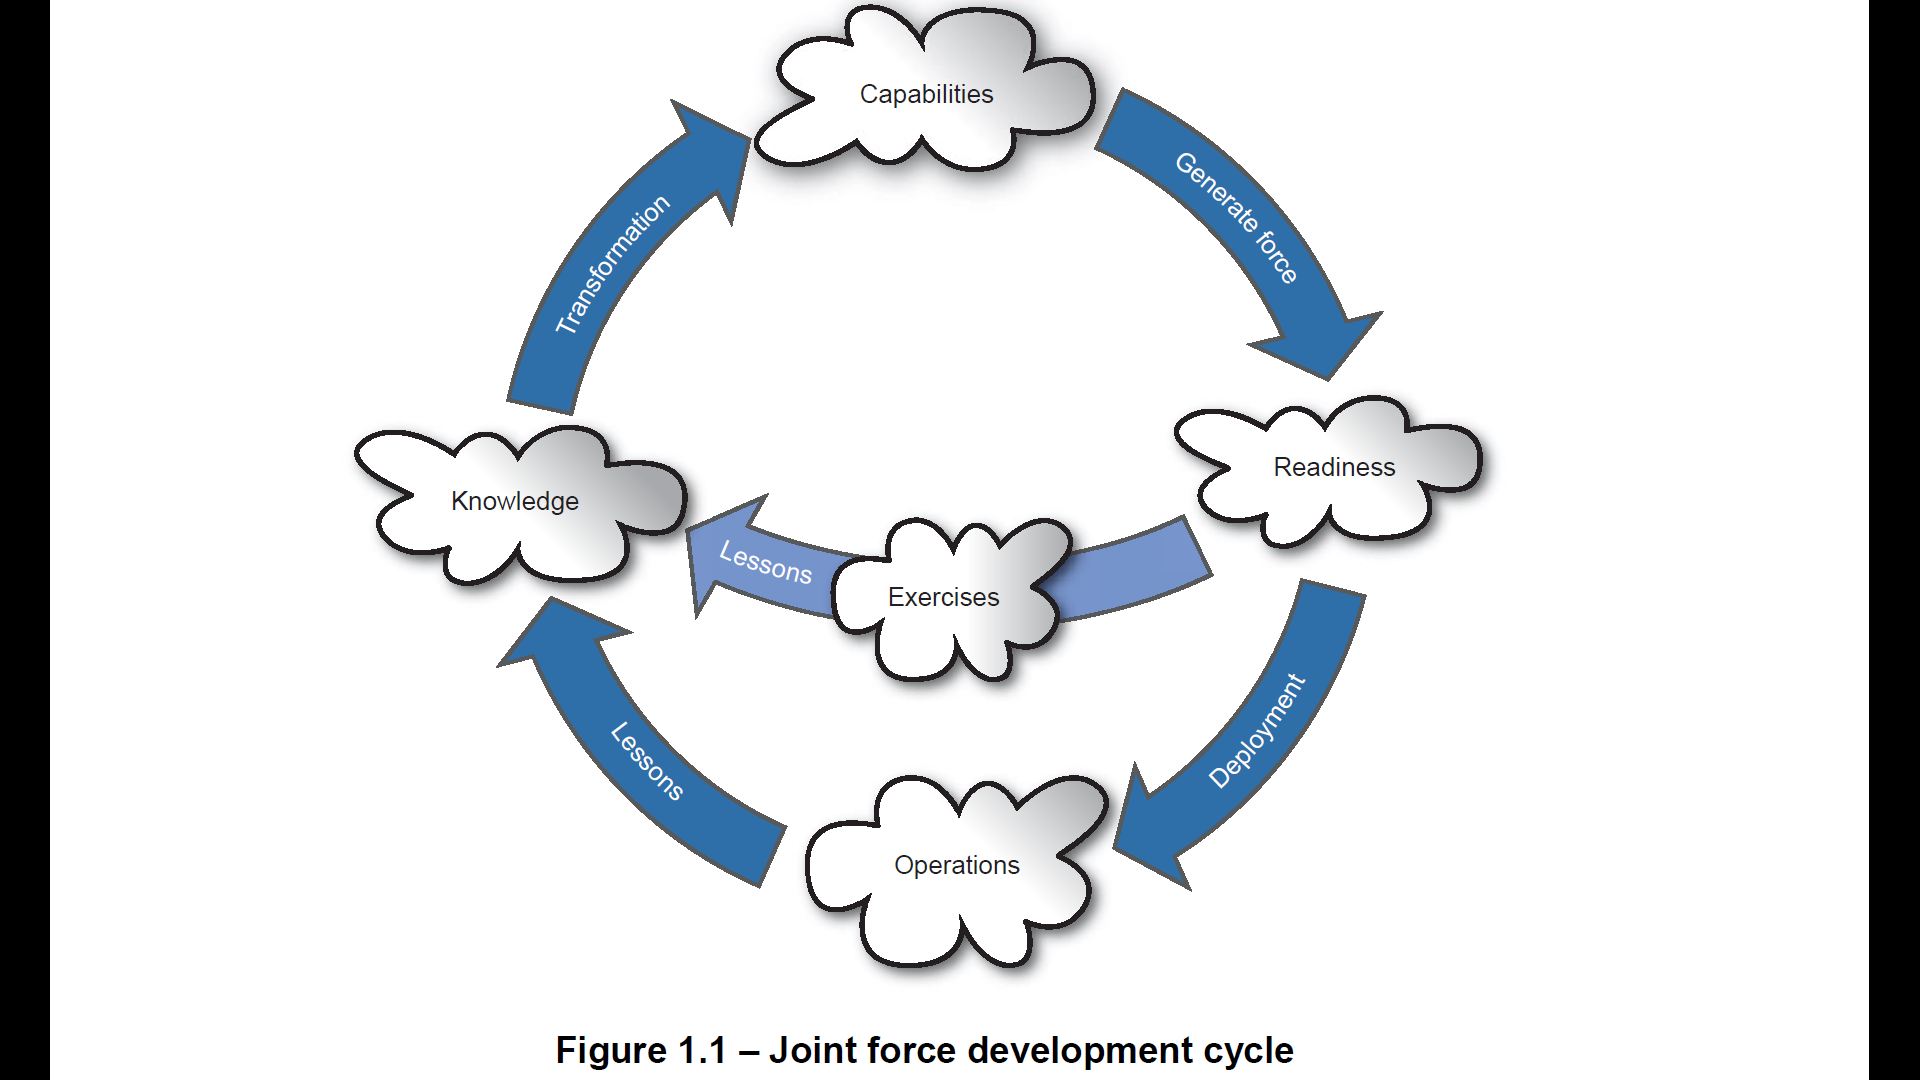 Capabilities
Generate force
Transformation
Readiness
Knowledge
Lessons
Exercises
Deployment
Lessons
Operations
Figure 1.1 – Joint force development cycle